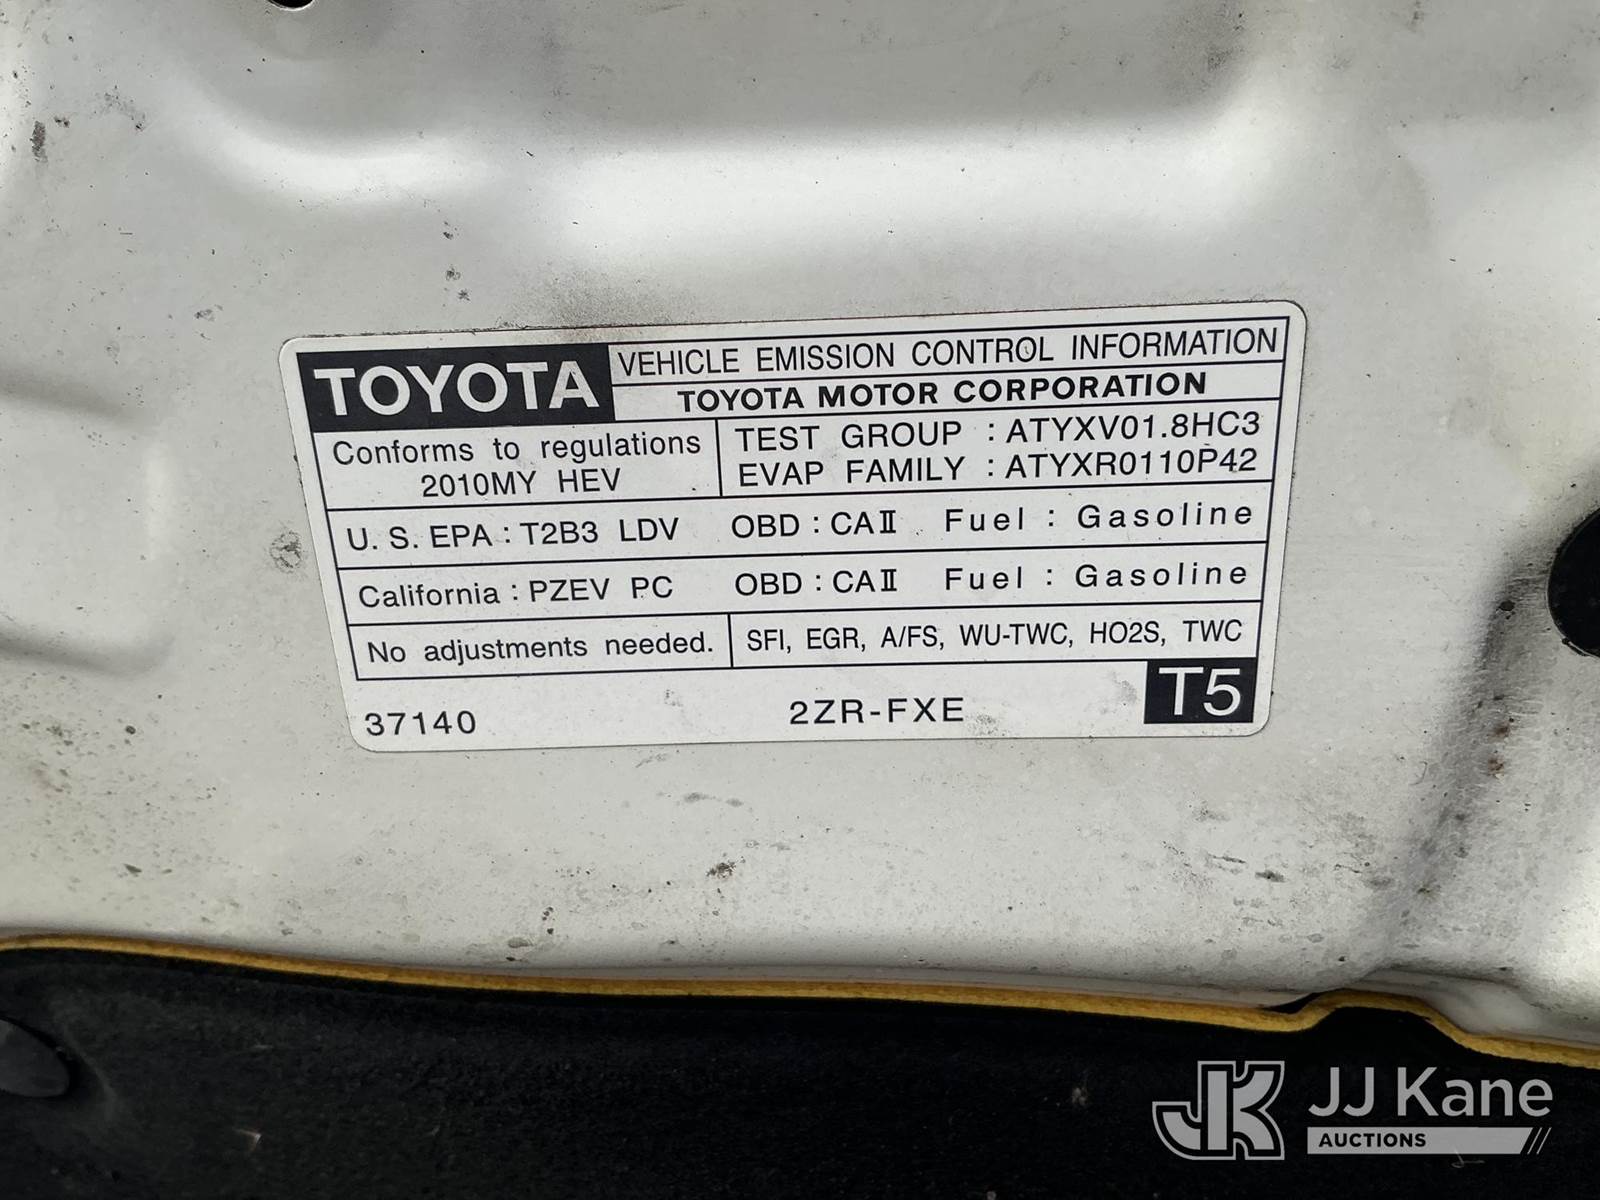 TOYOTA VEHICLE EMISSION CONTROL INFORMATION
TOYOTA MOTOR CORPORATION
Conforms to regulations
2010MY HEV
TEST GROUP : ATYXV01.8HC3
EVAP FAMILY : ATYXR0110P42
U. S. EPA : T2B3 LDV OBD : CAⅡ Fuel : Gasoline
California : PZEV PC OBD : CAⅡ Fuel : Gasoline
No adjustments needed. SFI, EGR, A/FS, WU-TWC, HO2S, TWC
37140 2ZR-FXE T5
JK JJ Kane
AUCTIONS